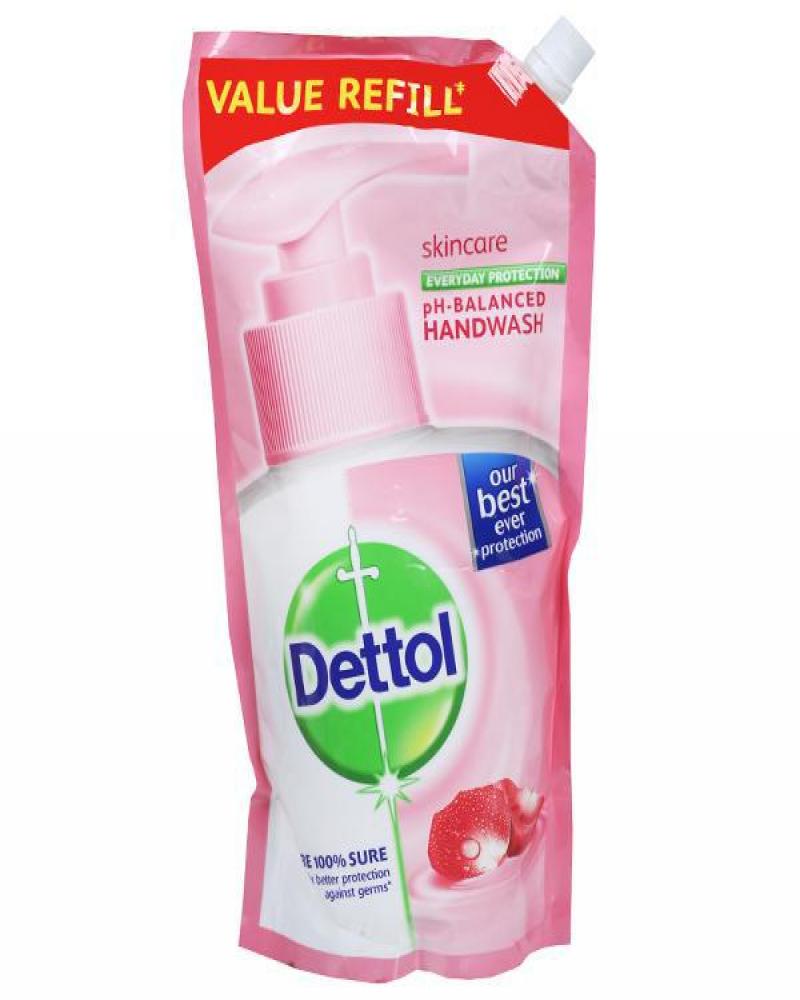 VALUE REFILL‡
skincare
EVERYDAY PROTECTION
pH-BALANCED
HANDWASH
our
best*
ever
*protection
Dettol
RE 100% SURE
better protection
against germs*